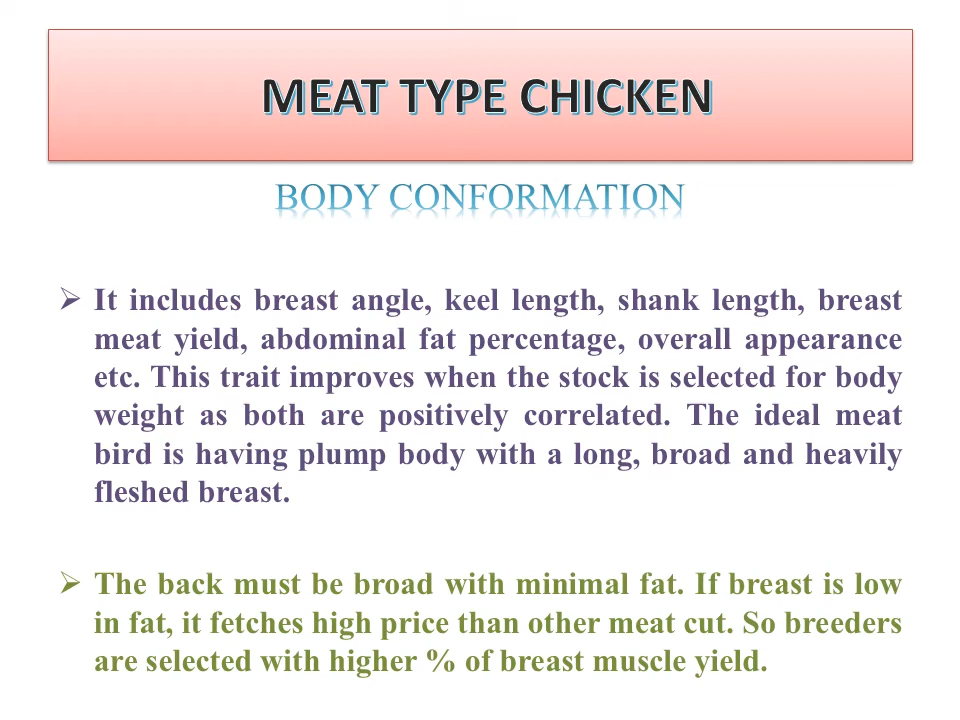 MEAT TYPE CHICKEN
BODY CONFORMATION
➢ It includes breast angle, keel length, shank length, breast
meat yield, abdominal fat percentage, overall appearance
etc. This trait improves when the stock is selected for body
weight as both are positively correlated. The ideal meat
bird is having plump body with a long, broad and heavily
fleshed breast.
➢ The back must be broad with minimal fat. If breast is low
in fat, it fetches high price than other meat cut. So breeders
are selected with higher % of breast muscle yield.